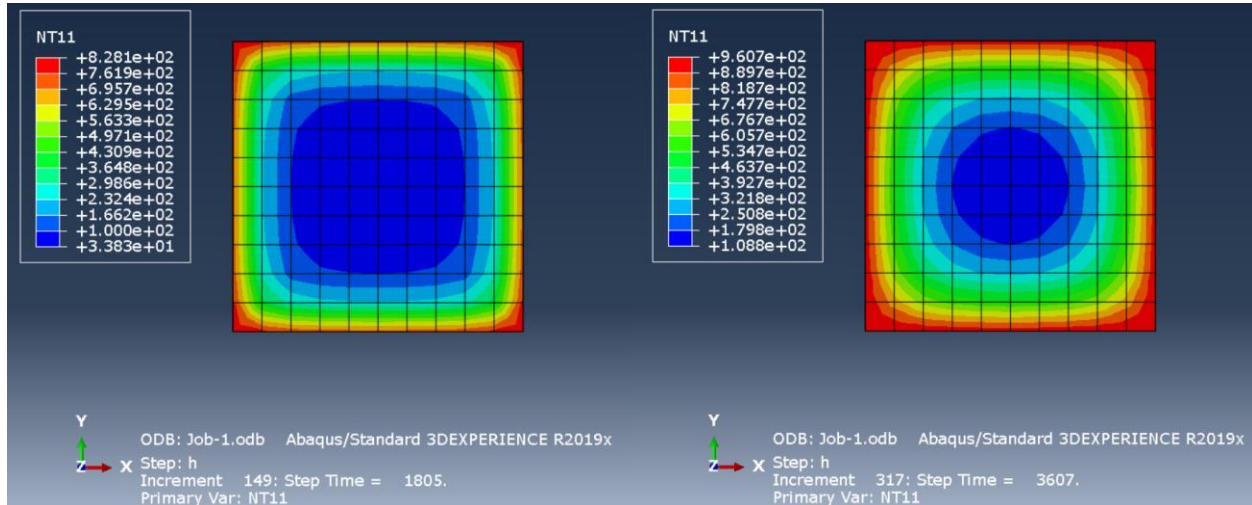 NT11
+8.281e+02
+7.619e+02
+6.957e+02
+6.295e+02
+5.633e+02
+4.971e+02
+4.309e+02
+3.648e+02
+2.986e+02
+2.324e+02
+1.662e+02
+1.000e+02
+3.383e+01
Y
Z
X
ODB: Job-1.odb Abaqus/Standard 3DEXPERIENCE R2019x
Step: h
Increment 149: Step Time = 1805.
Primary Var: NT11
NT11
+9.607e+02
+8.897e+02
+8.187e+02
+7.477e+02
+6.767e+02
+6.057e+02
+5.347e+02
+4.637e+02
+3.927e+02
+3.218e+02
+2.508e+02
+1.798e+02
+1.088e+02
Y
Z
X
ODB: Job-1.odb Abaqus/Standard 3DEXPERIENCE R2019x
Step: h
Increment 317: Step Time = 3607.
Primary Var: NT11